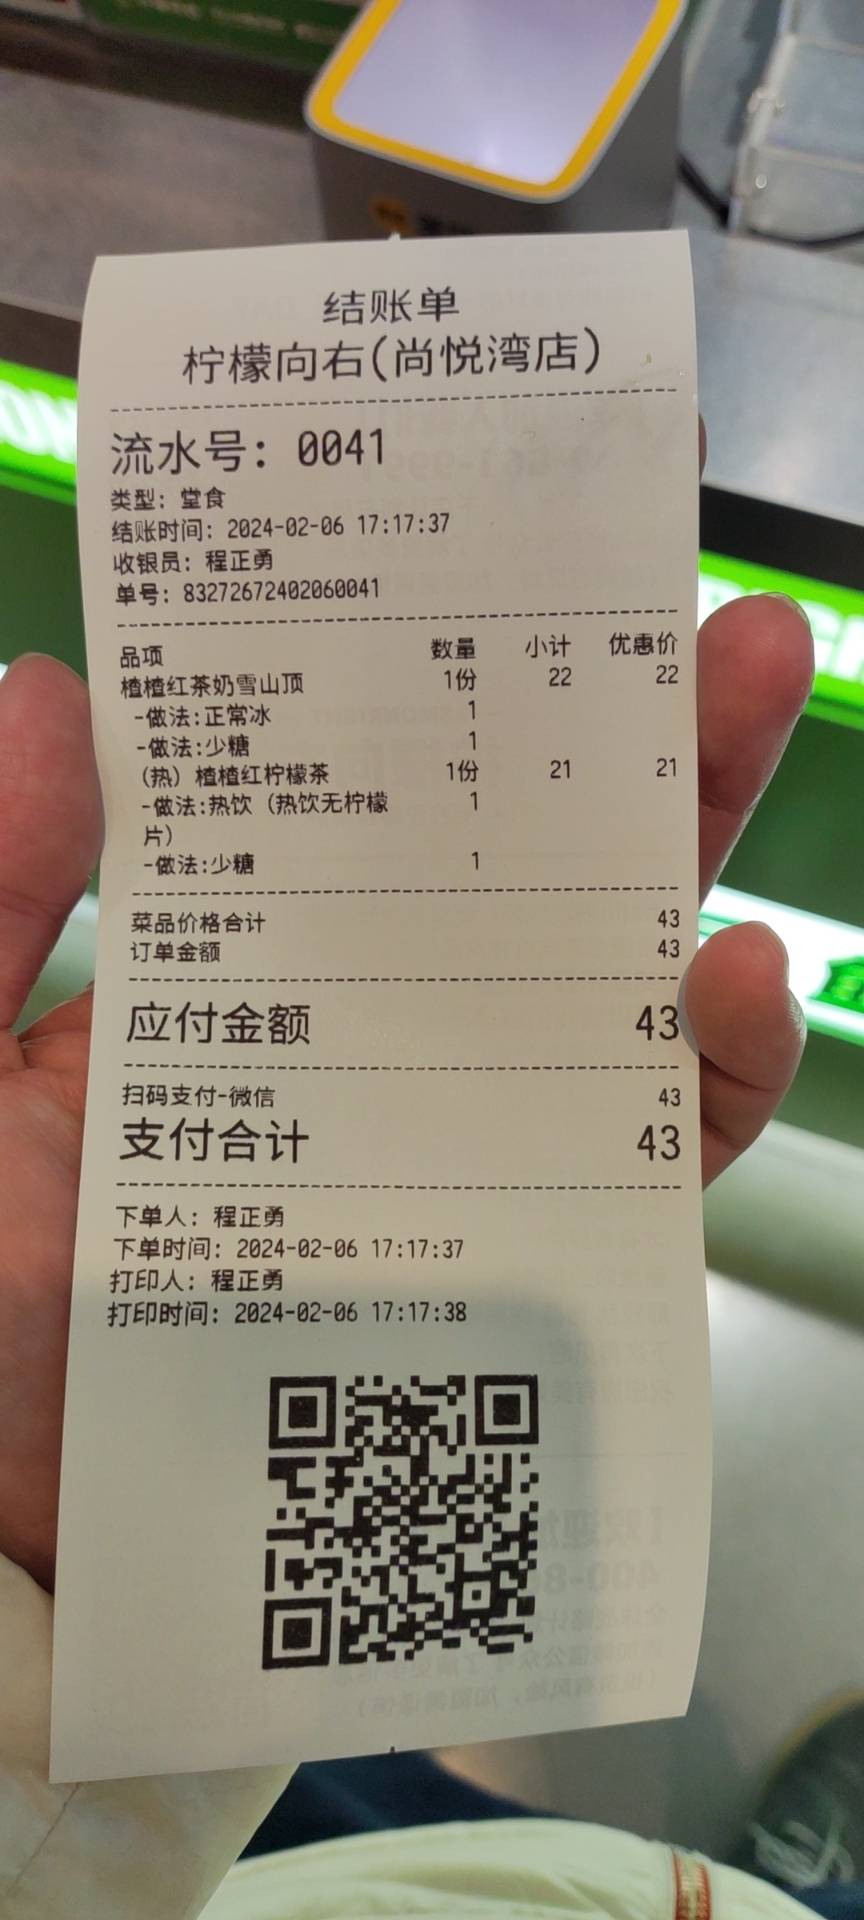 结账单
柠檬向右(尚悦湾店)
流水号: 0041
类型: 堂食
结账时间: 2024-02-06 17:17:37
收银员: 程正勇
单号: 83272672402060041
品项 数量 小计 优惠价
楂楂红茶奶雪山顶 1份 22 22
-做法:正常冰 1
-做法:少糖 1
(热) 楂楂红柠檬茶 1份 21 21
-做法:热饮 (热饮无柠檬 1
片)
-做法:少糖 1
菜品价格合计 43
订单金额 43
应付金额 43
扫码支付-微信 43
支付合计 43
下单人: 程正勇
下单时间: 2024-02-06 17:17:37
打印人: 程正勇
打印时间: 2024-02-06 17:17:38